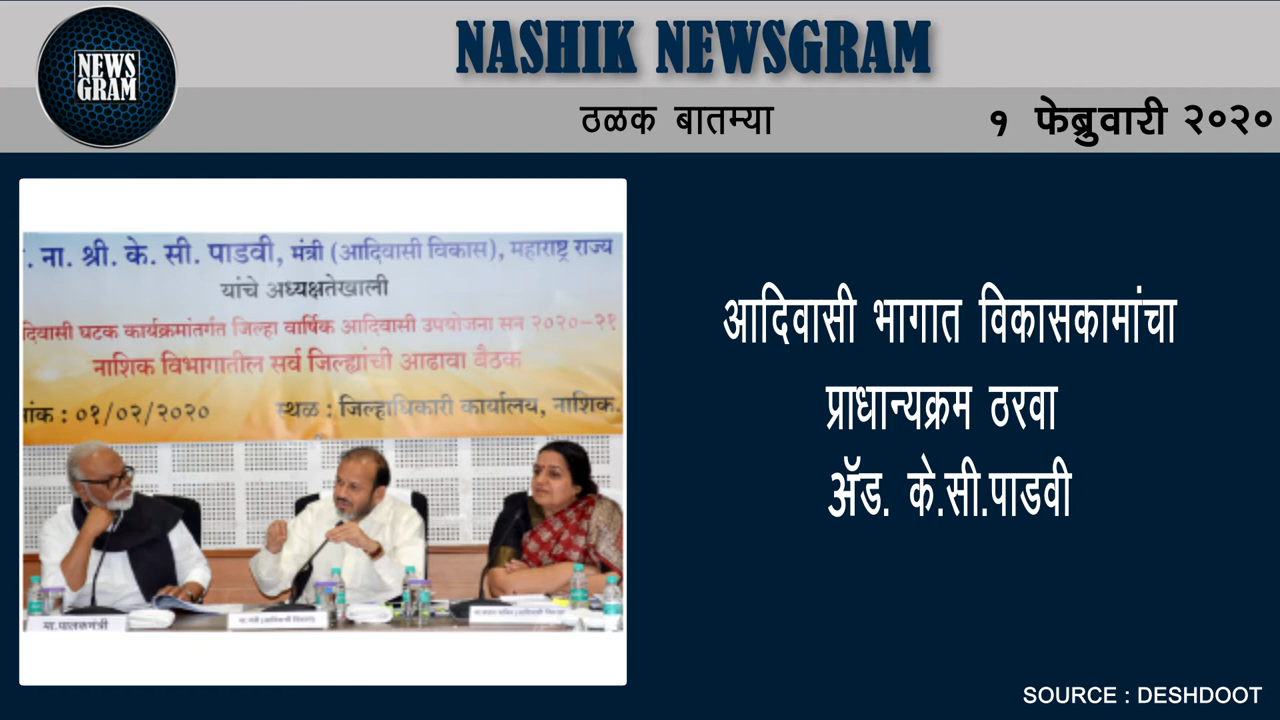 NEWS
GRAM
NASHIK NEWSGRAM
ठळक बातम्या
१ फेब्रुवारी २०२०
. ना. श्री. के. सी. पाडवी, मंत्री (आदिवासी विकास), महाराष्ट्र राज्य
यांचे अध्यक्षतेखाली
दिवासी घटक कार्यक्रमांतर्गत जिल्हा वार्षिक आदिवासी उपयोजना सन २०२०-२१
नाशिक विभागातील सर्व जिल्ह्यांची आढावा बैठक
नांक : ०१/०२/२०२० स्थळ : जिल्हाधिकारी कार्यालय, नाशिक.
मा.पालकमंत्री
आदिवासी भागात विकासकामांचा
प्राधान्यक्रम ठरवा
ॲड. के.सी.पाडवी
SOURCE : DESHDOOT